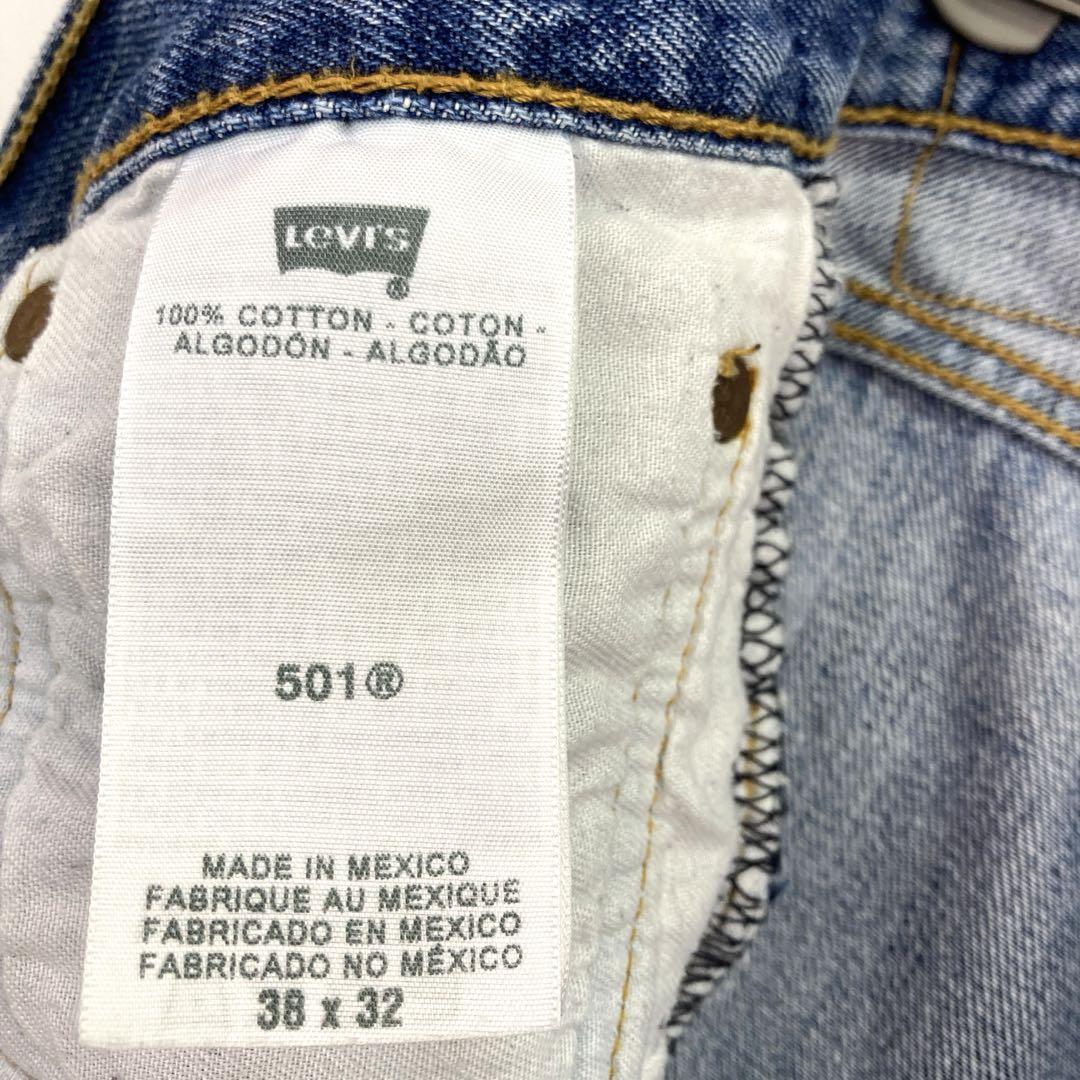 Levi's®
100% COTTON - COTON -
ALGODÓN - ALGODÃO
501®
MADE IN MEXICO
FABRIQUE AU MEXIQUE
FABRICADO EN MÉXICO
FABRICADO NO MÉXICO
38 x 32